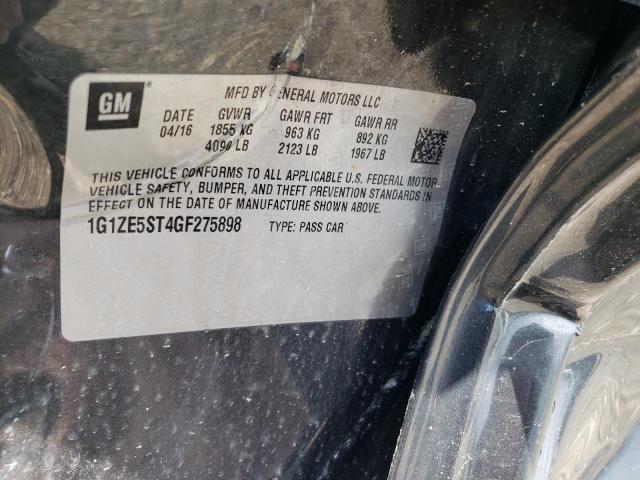 GM
MFD BY GENERAL MOTORS LLC
DATE GVWR GAWR FRT GAWR RR
04/16 1855 KG 963 KG 892 KG
4090 LB 2123 LB 1967 LB
THIS VEHICLE CONFORMS TO ALL APPLICABLE U.S. FEDERAL MOTOR
VEHICLE SAFETY, BUMPER, AND THEFT PREVENTION STANDARDS IN
EFFECT ON THE DATE OF MANUFACTURE SHOWN ABOVE.
1G1ZE5ST4GF275898 TYPE: PASS CAR